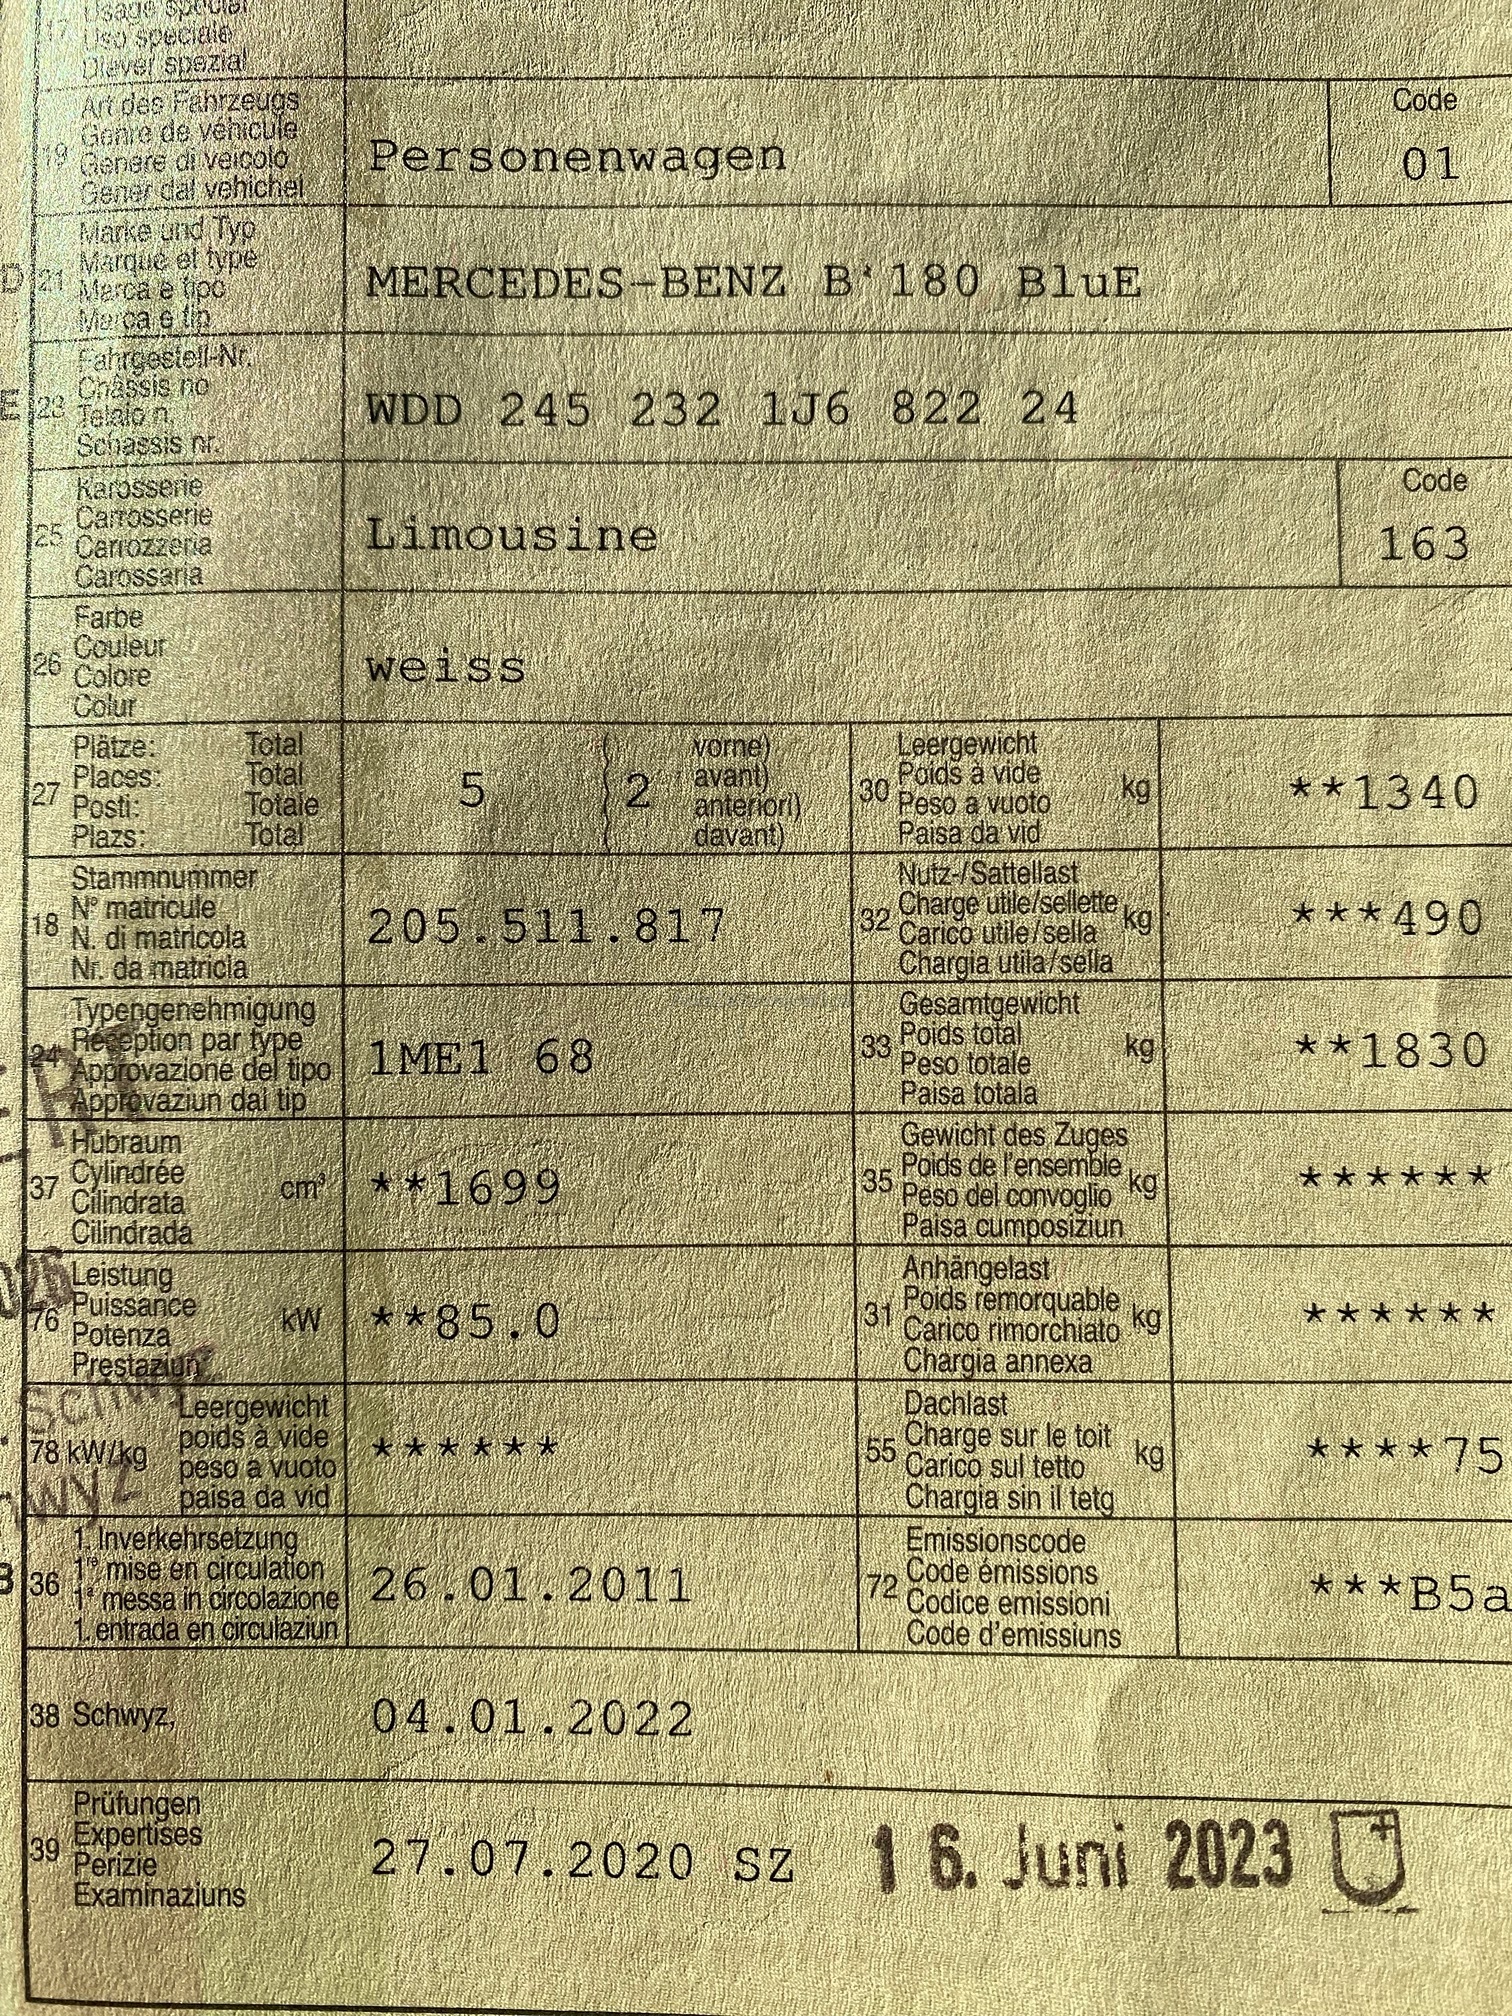 17 Usage spécial
Uso speciale
Diever spezial
Art des Fahrzeugs
Genre de véhicule
19 Genere di veicolo
Gener dal vehichel
Personenwagen
Code
01
Marke und Typ
D 21 Marque et type
Marca e tipo
Marca e tip
MERCEDES-BENZ B'180 BluE
Fahrgestell-Nr.
E 23 Châssis no
Telaio n.
Schassis nr.
WDD 245 232 1J6 822 24
Karosserie
25 Carrosserie
Carrozzeria
Carossaria
Limousine
Code
163
Farbe
26 Couleur
Colore
Colur
weiss
27 Plätze: Total
Places: Total
Posti: Totale
Plazs: Total
5 ( 2 vorne)
( avant)
( anteriori)
( davant)
30 Leergewicht
Poids à vide kg
Peso a vuoto
Paisa da vid
**1340
18 Stammnummer
N° matricule
N. di matricola
Nr. da matricla
205.511.817
32 Nutz-/Sattellast
Charge utile/sellette kg
Carico utile/sella
Chargia utila/sella
***490
24 Typengenehmigung
Réception par type
Approvazione del tipo
Approvaziun dal tip
1ME1 68
33 Gesamtgewicht
Poids total kg
Peso totale
Paisa totala
**1830
37 Hubraum
Cylindrée cm³
Cilindrata
Cilindrada
**1699
35 Gewicht des Zuges
Poids de l'ensemble kg
Peso del convoglio
Paisa cumposiziun
******
76 Leistung
Puissance kW
Potenza
Prestaziun
**85.0
31 Anhängelast
Poids remorquable kg
Carico rimorchiato
Chargia annexa
******
78 kW/kg Leergewicht
poids à vide
peso a vuoto
paisa da vid
******
55 Dachlast
Charge sur le toit kg
Carico sul tetto
Chargia sin il tetg
****75
B 36 1. Inverkehrsetzung
1re mise en circulation
1a messa in circolazione
1. entrada en circulaziun
26.01.2011
72 Emissionscode
Code émissions
Codice emissioni
Code d'emissiuns
***B5a
38 Schwyz,
04.01.2022
39 Prüfungen
Expertises
Perizie
Examinaziuns
27.07.2020 SZ
16. Juni 2023
Schwyz